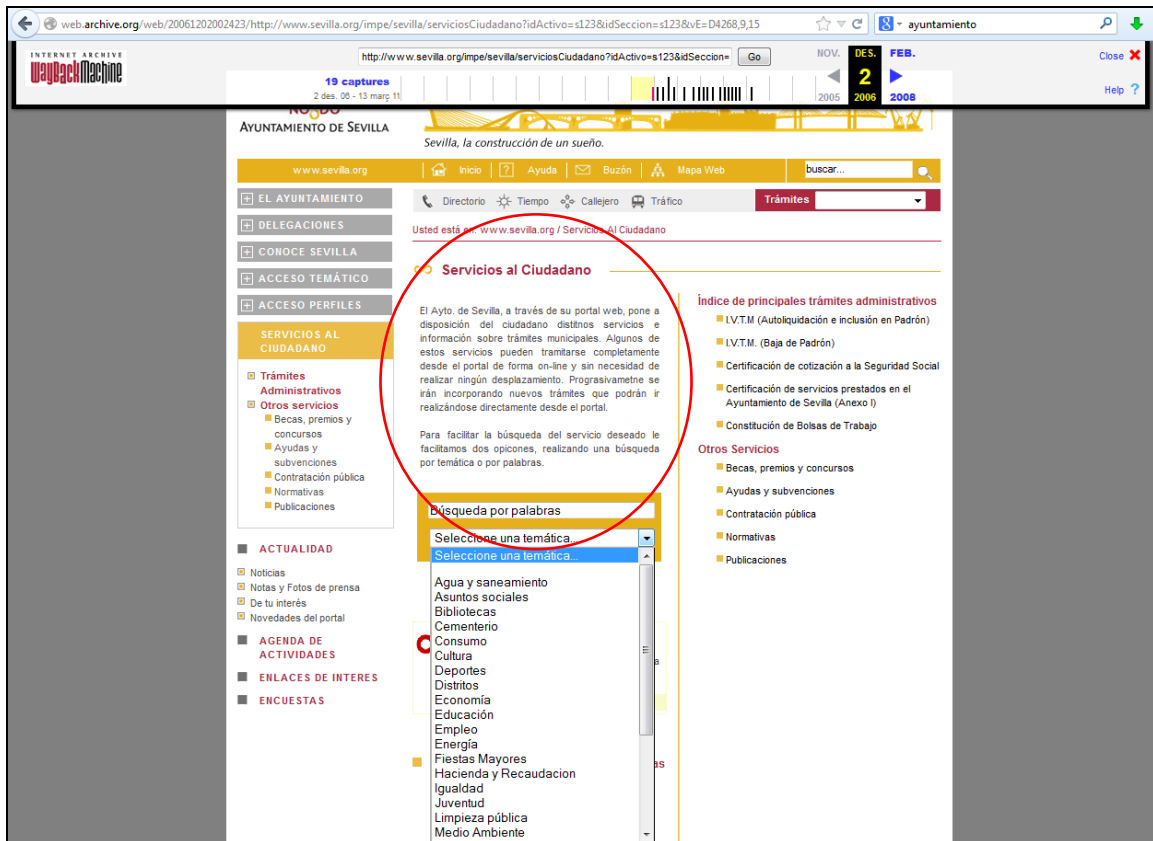 web.archive.org/web/20061202002423/http://www.sevilla.org/impe/sevilla/serviciosCiudadano?idActivo=s123&idSeccion=s123&vE=D4268,9,15
ayuntamiento
INTERNET ARCHIVE
WayBackMachine
http://www.sevilla.org/impe/sevilla/serviciosCiudadano?idActivo=s123&idSeccion=
Go
NOV. DES. FEB.
Close
19 captures
2 des. 06 - 13 març 11
2
2005 2006 2008
Help ?
NO8DO
AYUNTAMIENTO DE SEVILLA
Sevilla, la construcción de un sueño.
www.sevilla.org
Inicio ? Ayuda Buzón Mapa Web
buscar...
EL AYUNTAMIENTO
DELEGACIONES
CONOCE SEVILLA
ACCESO TEMÁTICO
ACCESO PERFILES
SERVICIOS AL
CIUDADANO
Trámites
Administrativos
Otros servicios
Becas, premios y
concursos
Ayudas y
subvenciones
Contratación pública
Normativas
Publicaciones
ACTUALIDAD
Noticias
Notas y Fotos de prensa
De tu interés
Novedades del portal
AGENDA DE
ACTIVIDADES
ENLACES DE INTERES
ENCUESTAS
Directorio Tiempo Callejero Tráfico
Trámites
Usted está en: www.sevilla.org / Servicios Al Ciudadano
Servicios al Ciudadano
El Ayto. de Sevilla, a través de su portal web, pone a
disposición del ciudadano distitnos servicios e
información sobre trámites municipales. Algunos de
estos servicios pueden tramitarse completamente
desde el portal de forma on-line y sin necesidad de
realizar ningún desplazamiento. Prograsivametne se
irán incorporando nuevos trámites que podrán ir
realizándose directamente desde el portal.
Para facilitar la búsqueda del servicio deseado le
facilitamos dos opicones, realizando una búsqueda
por temática o por palabras.
Búsqueda por palabras
Seleccione una temática...
Seleccione una temática...
Agua y saneamiento
Asuntos sociales
Bibliotecas
Cementerio
Consumo
Cultura
Deportes
Distritos
Economía
Educación
Empleo
Energía
Fiestas Mayores
Hacienda y Recaudacion
Igualdad
Juventud
Limpieza pública
Medio Ambiente
Índice de principales trámites administrativos
I.V.T.M (Autoliquidación e inclusión en Padrón)
I.V.T.M. (Baja de Padrón)
Certificación de cotización a la Seguridad Social
Certificación de servicios prestados en el
Ayuntamiento de Sevilla (Anexo I)
Constitución de Bolsas de Trabajo
Otros Servicios
Becas, premios y concursos
Ayudas y subvenciones
Contratación pública
Normativas
Publicaciones